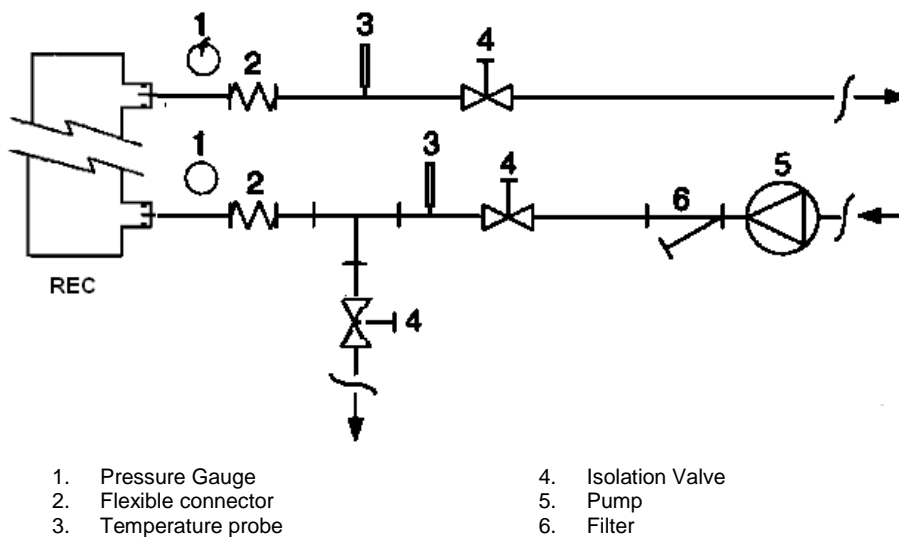 1
2
3
4
1
2
3
4
6
5
REC
4
1. Pressure Gauge
2. Flexible connector
3. Temperature probe
4. Isolation Valve
5. Pump
6. Filter